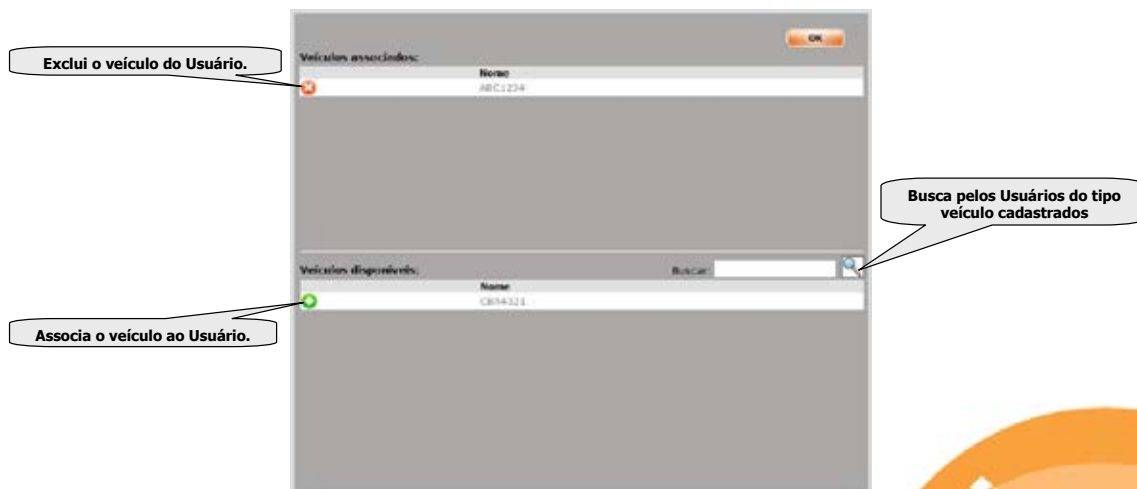 OK
Exclui o veículo do Usuário.
Veículos associados:
Nome
ABC1234
Busca pelos Usuários do tipo
veículo cadastrados
Veículos disponíveis:
Buscar:
Nome
Associa o veículo ao Usuário.